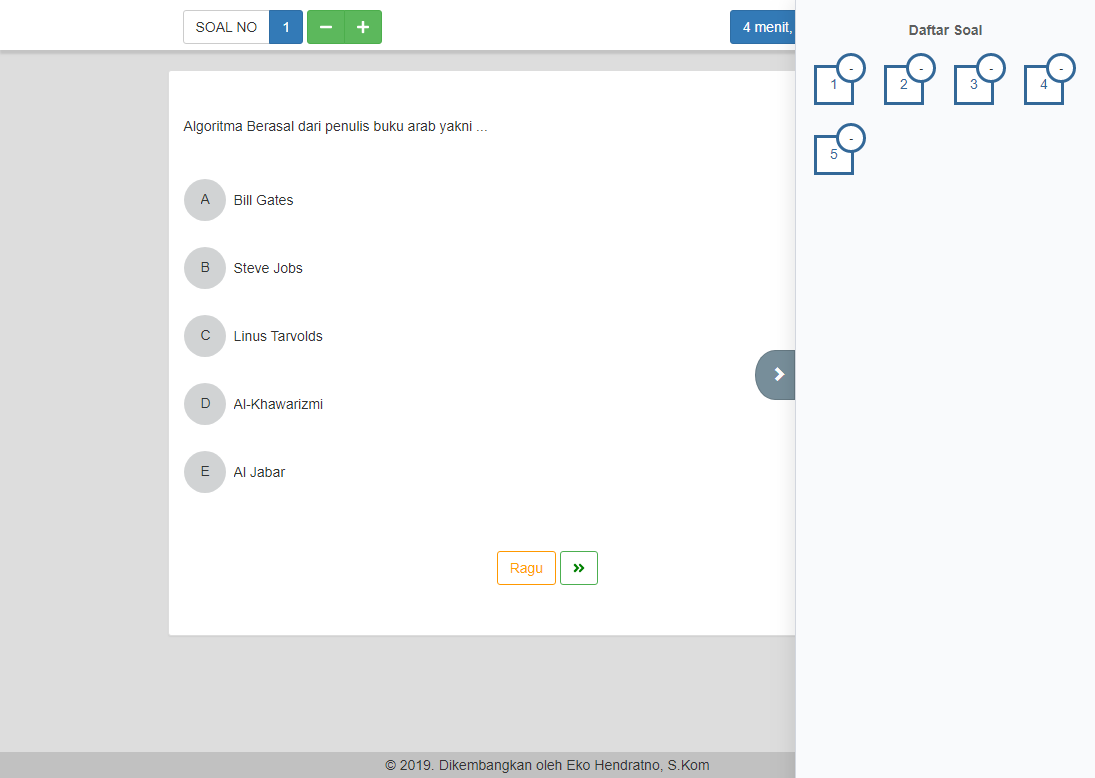 SOAL NO 1 − +
4 menit,
Daftar Soal
1 - 2 - 3 - 4 -
5 -
Algoritma Berasal dari penulis buku arab yakni ...
A Bill Gates
B Steve Jobs
C Linus Tarvolds
D Al-Khawarizmi
E Al Jabar
Ragu »
© 2019. Dikembangkan oleh Eko Hendratno, S.Kom